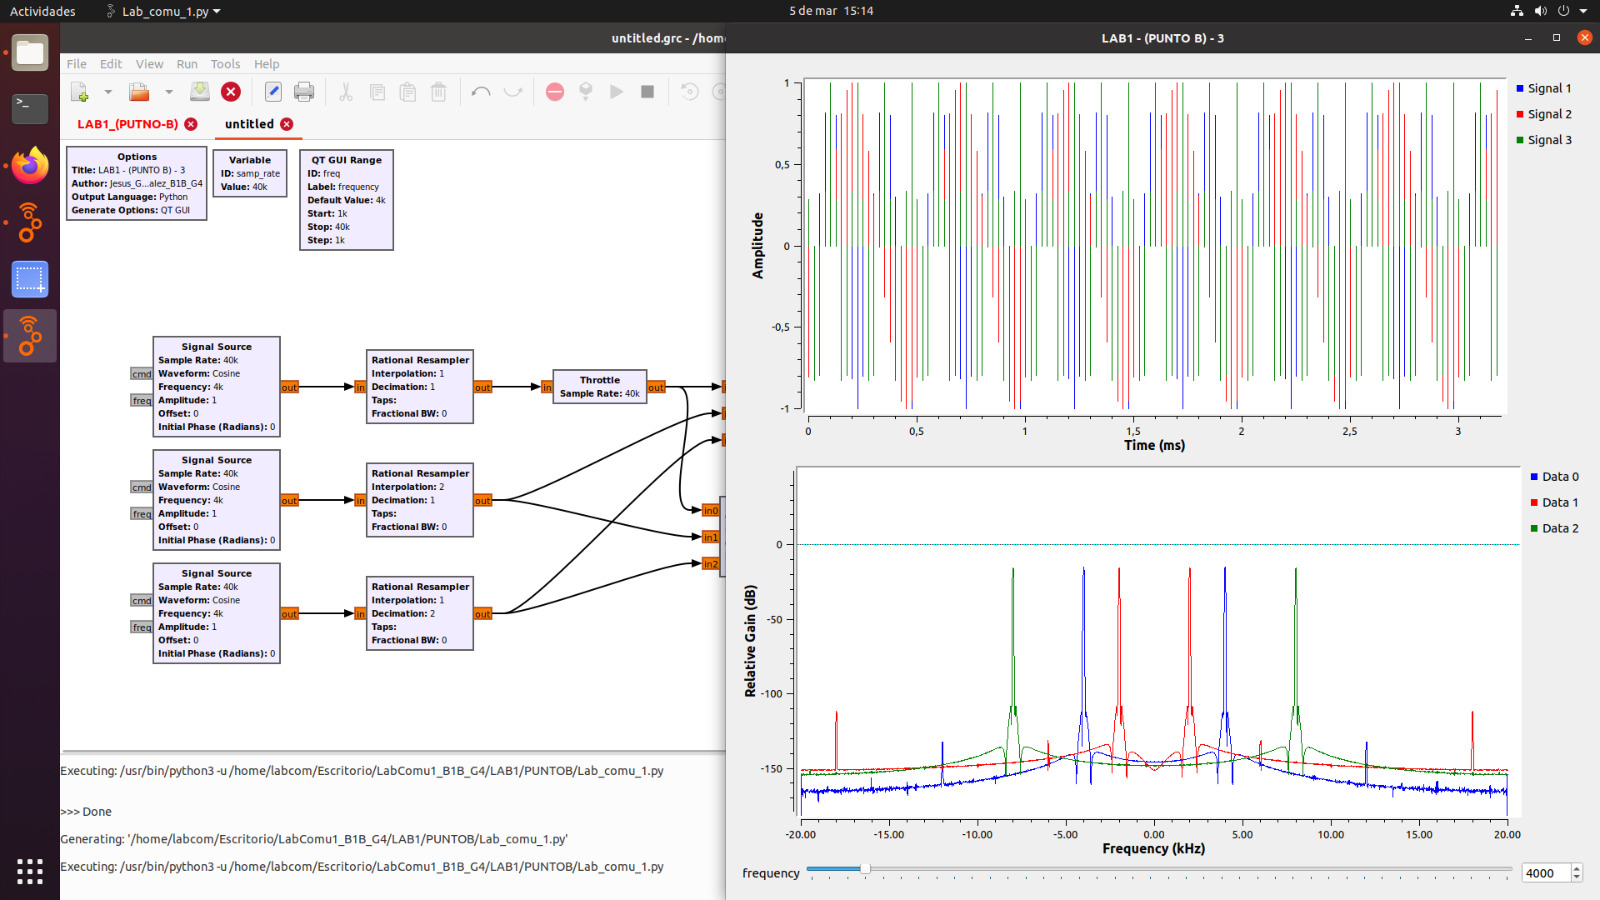 Actividades
Lab_comu_1.py
5 de mar 15:14
untitled.grc - /hom
File Edit View Run Tools Help
LAB1_(PUTNO-B)
untitled
Options
Title: LAB1 - (PUNTO B) - 3
Author: Jesus_G...alez_B1B_G4
Output Language: Python
Generate Options: QT GUI
Variable
ID: samp_rate
Value: 40k
QT GUI Range
ID: freq
Label: frequency
Default Value: 4k
Start: 1k
Stop: 40k
Step: 1k
Signal Source
Sample Rate: 40k
Waveform: Cosine
Frequency: 4k
Amplitude: 1
Offset: 0
Initial Phase (Radians): 0
cmd
freq
out
in
Rational Resampler
Interpolation: 1
Decimation: 1
Taps:
Fractional BW: 0
out
in
Throttle
Sample Rate: 40k
out
Signal Source
Sample Rate: 40k
Waveform: Cosine
Frequency: 4k
Amplitude: 1
Offset: 0
Initial Phase (Radians): 0
cmd
freq
out
in
Rational Resampler
Interpolation: 2
Decimation: 1
Taps:
Fractional BW: 0
out
in0
in1
in2
Signal Source
Sample Rate: 40k
Waveform: Cosine
Frequency: 4k
Amplitude: 1
Offset: 0
Initial Phase (Radians): 0
cmd
freq
out
in
Rational Resampler
Interpolation: 1
Decimation: 2
Taps:
Fractional BW: 0
out
Executing: /usr/bin/python3 -u /home/labcom/Escritorio/LabComu1_B1B_G4/LAB1/PUNTOB/Lab_comu_1.py
>>> Done
Generating: '/home/labcom/Escritorio/LabComu1_B1B_G4/LAB1/PUNTOB/Lab_comu_1.py'
Executing: /usr/bin/python3 -u /home/labcom/Escritorio/LabComu1_B1B_G4/LAB1/PUNTOB/Lab_comu_1.py
LAB1 - (PUNTO B) - 3
1
0,5
0
-0,5
-1
Amplitude
0 0,5 1 1,5 2 2,5 3
Time (ms)
Signal 1
Signal 2
Signal 3
0
-50
-100
-150
Relative Gain (dB)
-20.00 -15.00 -10.00 -5.00 0.00 5.00 10.00 15.00 20.00
Frequency (kHz)
Data 0
Data 1
Data 2
frequency
4000